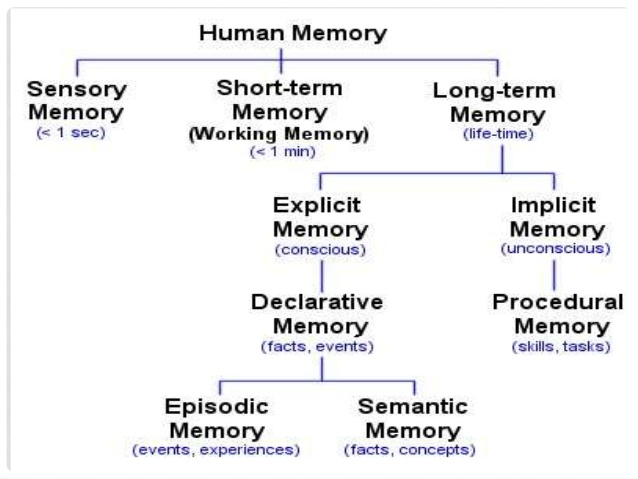 Human Memory
Sensory
Memory
(< 1 sec)
Short-term
Memory
(Working Memory)
(< 1 min)
Long-term
Memory
(life-time)
Explicit
Memory
(conscious)
Implicit
Memory
(unconscious)
Declarative
Memory
(facts, events)
Procedural
Memory
(skills, tasks)
Episodic
Memory
(events, experiences)
Semantic
Memory
(facts, concepts)